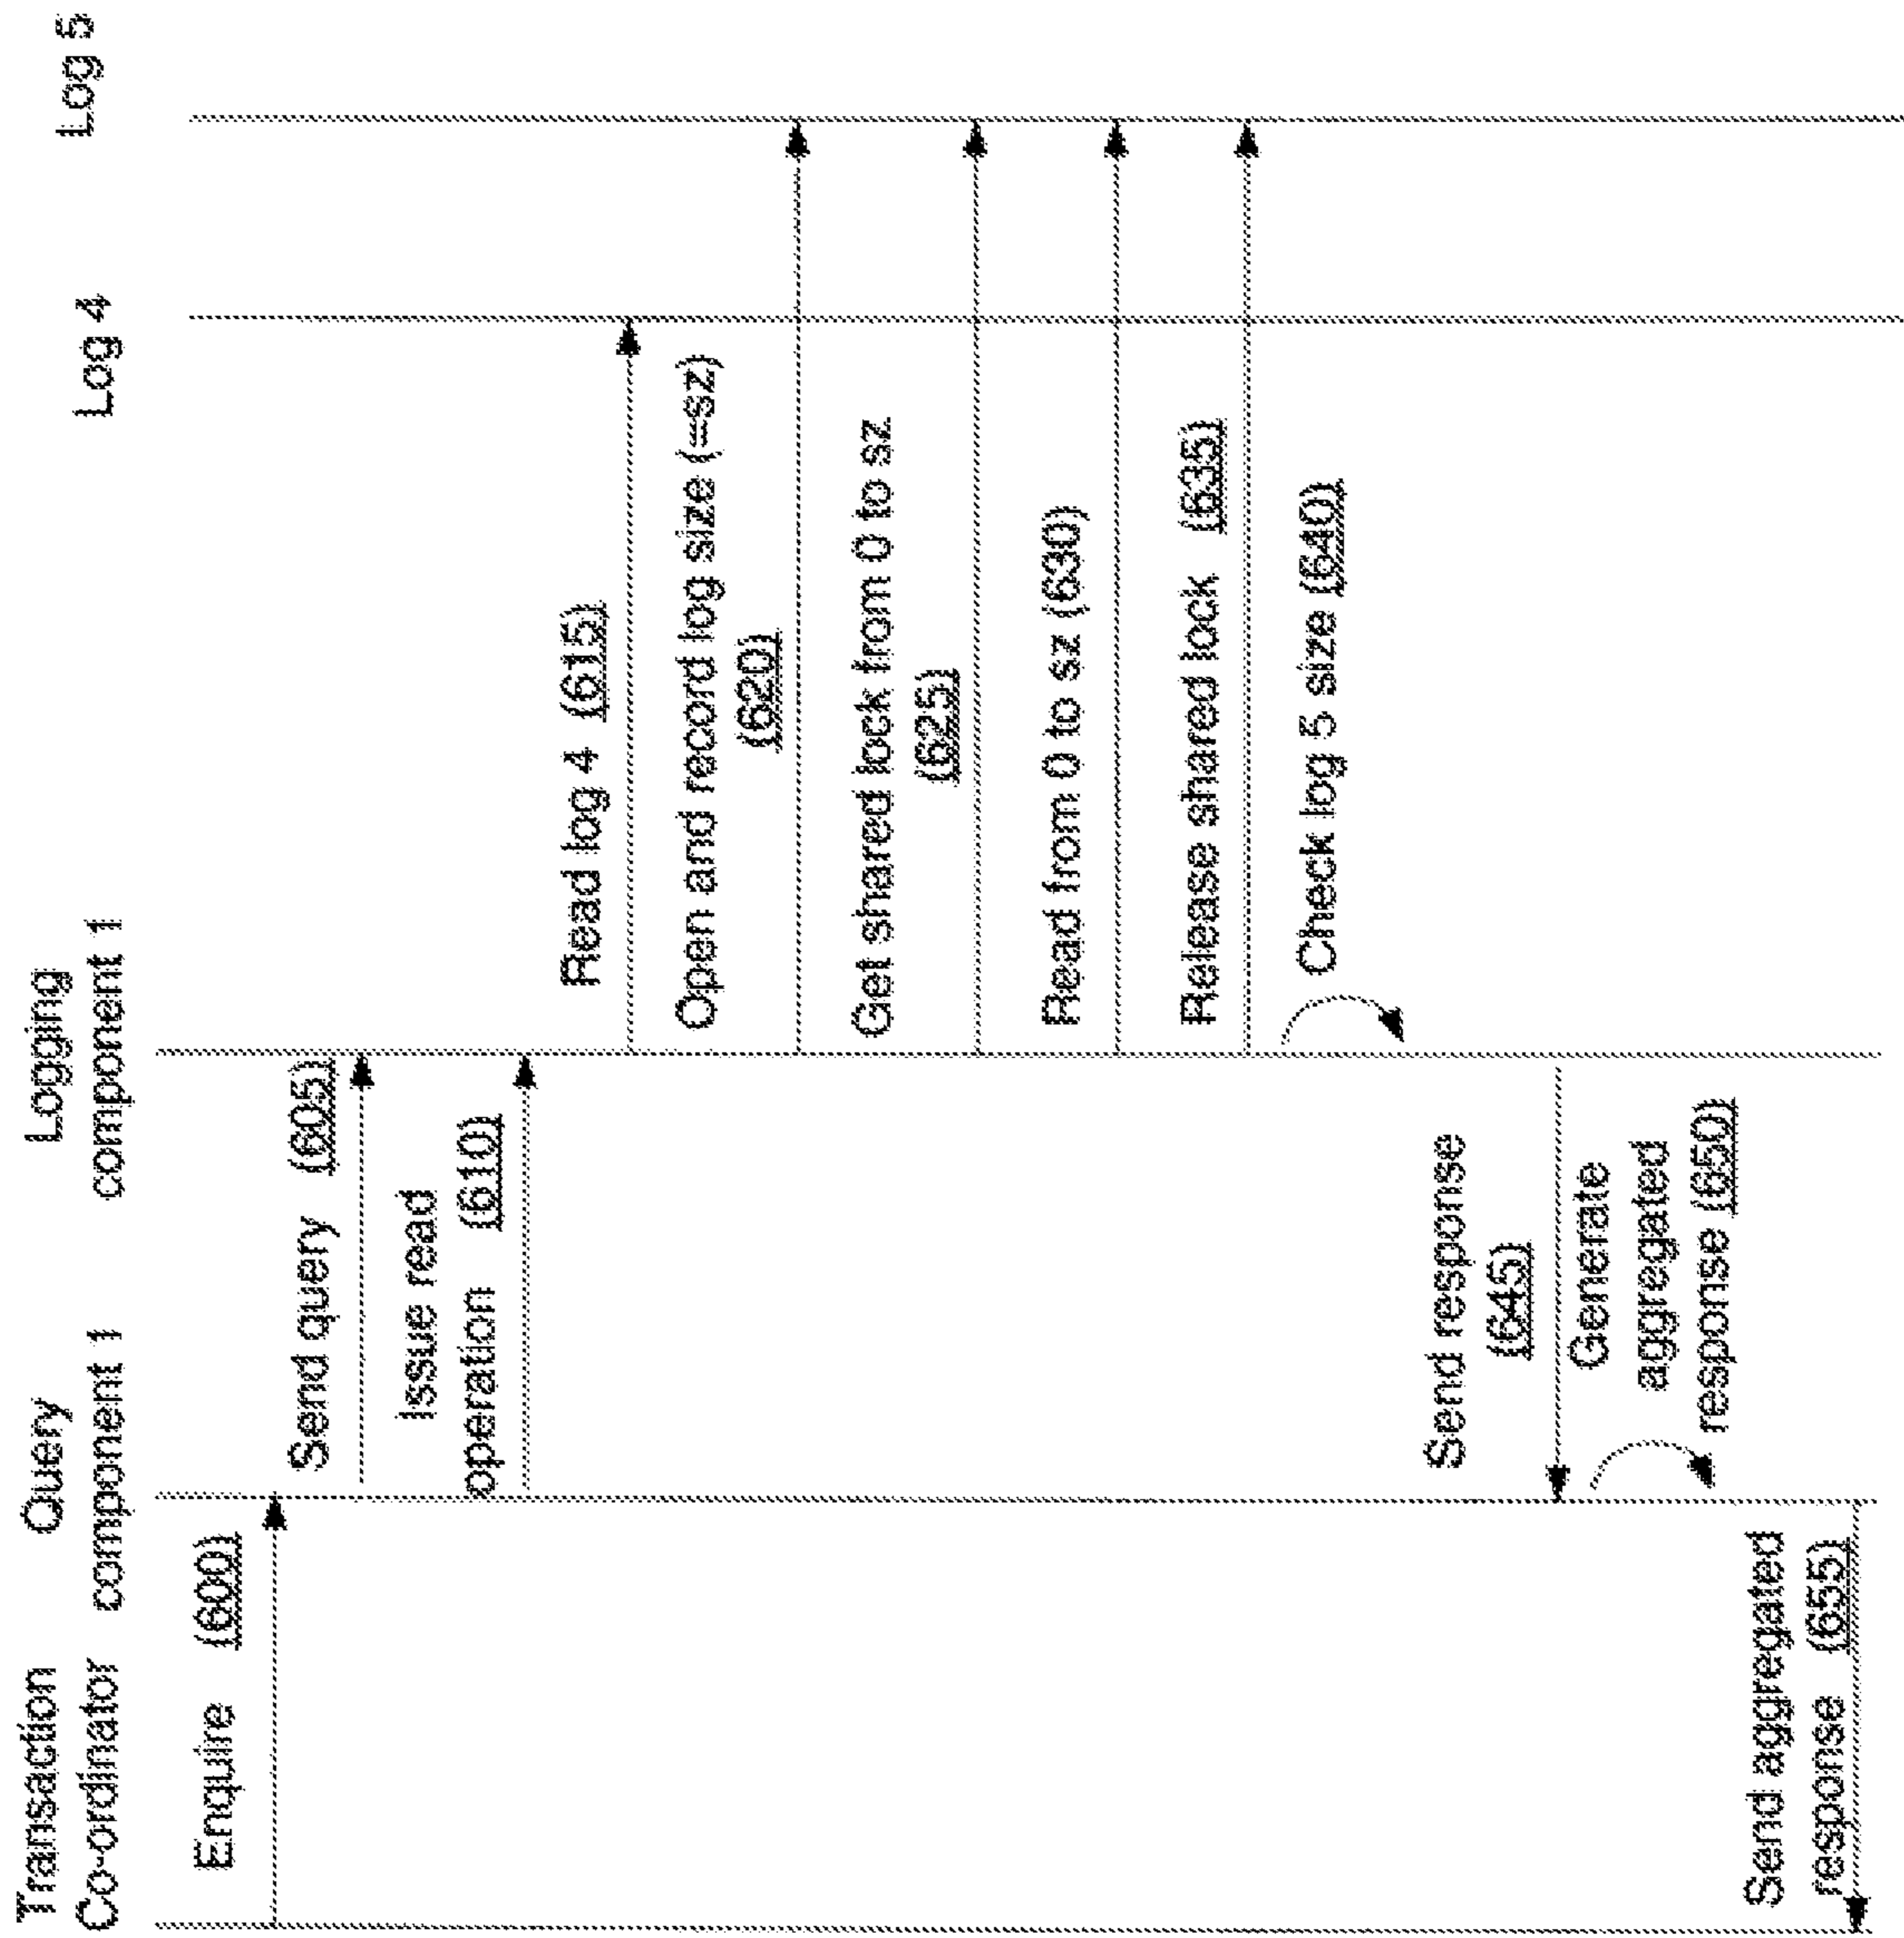 Transaction
Co-ordinator
Query
component 1
Logging
component 1
Log 4
Log 5
Enquire (600)
Send query (605)
Issue read
operation (610)
Read log 4 (615)
Open and record log size (=sz)
(620)
Get shared lock from 0 to sz
(625)
Read from 0 to sz (630)
Release shared lock (635)
Check log 5 size (640)
Send response
(645)
Generate
aggregated
response (650)
Send aggregated
response (655)